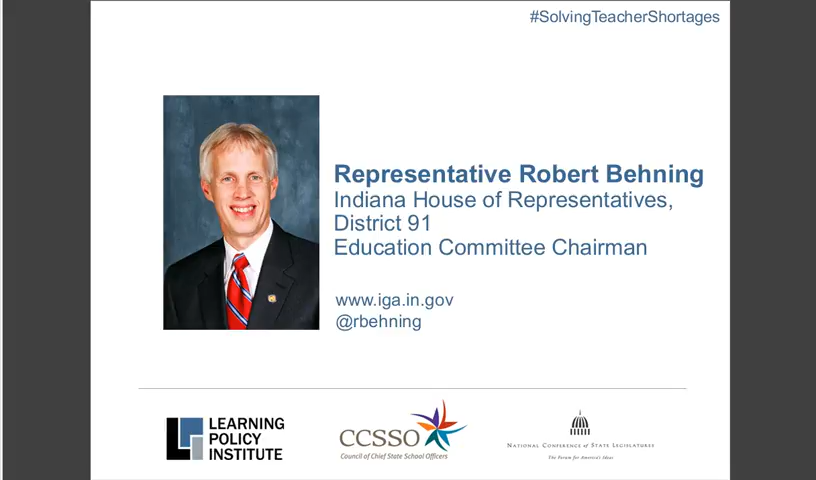 #SolvingTeacherShortages
Representative Robert Behning
Indiana House of Representatives,
District 91
Education Committee Chairman
www.iga.in.gov
@rbehning
LEARNING
POLICY
INSTITUTE
CCSSO
Council of Chief State School Officers
NATIONAL CONFERENCE of STATE LEGISLATURES
The Forum for America's Ideas